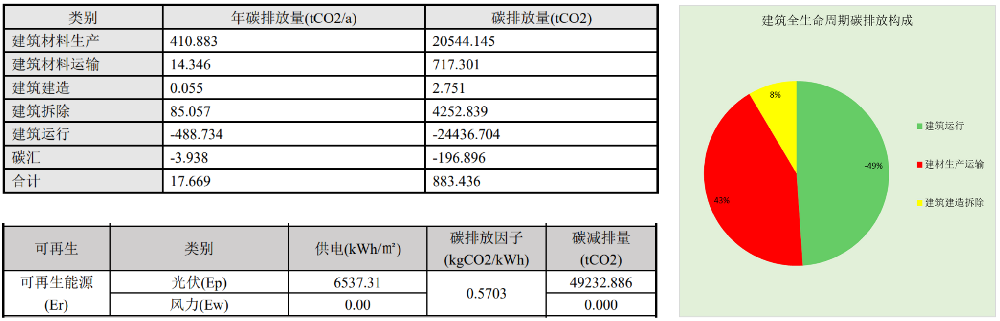 类别 年碳排放量(tCO2/a) 碳排放量(tCO2)
建筑材料生产 410.883 20544.145
建筑材料运输 14.346 717.301
建筑建造 0.055 2.751
建筑拆除 85.057 4252.839
建筑运行 -488.734 -24436.704
碳汇 -3.938 -196.896
合计 17.669 883.436
可再生 类别 供电(kWh/㎡) 碳排放因子 碳减排量
(kgCO2/kWh) (tCO2)
可再生能源 光伏(Ep) 6537.31 0.5703 49232.886
(Er) 风力(Ew) 0.00 0.000
建筑全生命周期碳排放构成
8%
-49%
43%
建筑运行
建材生产运输
建筑建造拆除